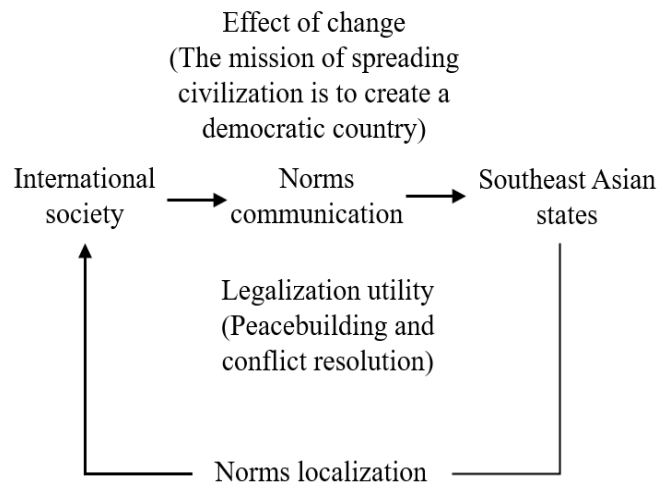 Effect of change
(The mission of spreading
civilization is to create a
democratic country)
International
society
Norms
communication
Southeast Asian
states
Legalization utility
(Peacebuilding and
conflict resolution)
Norms localization